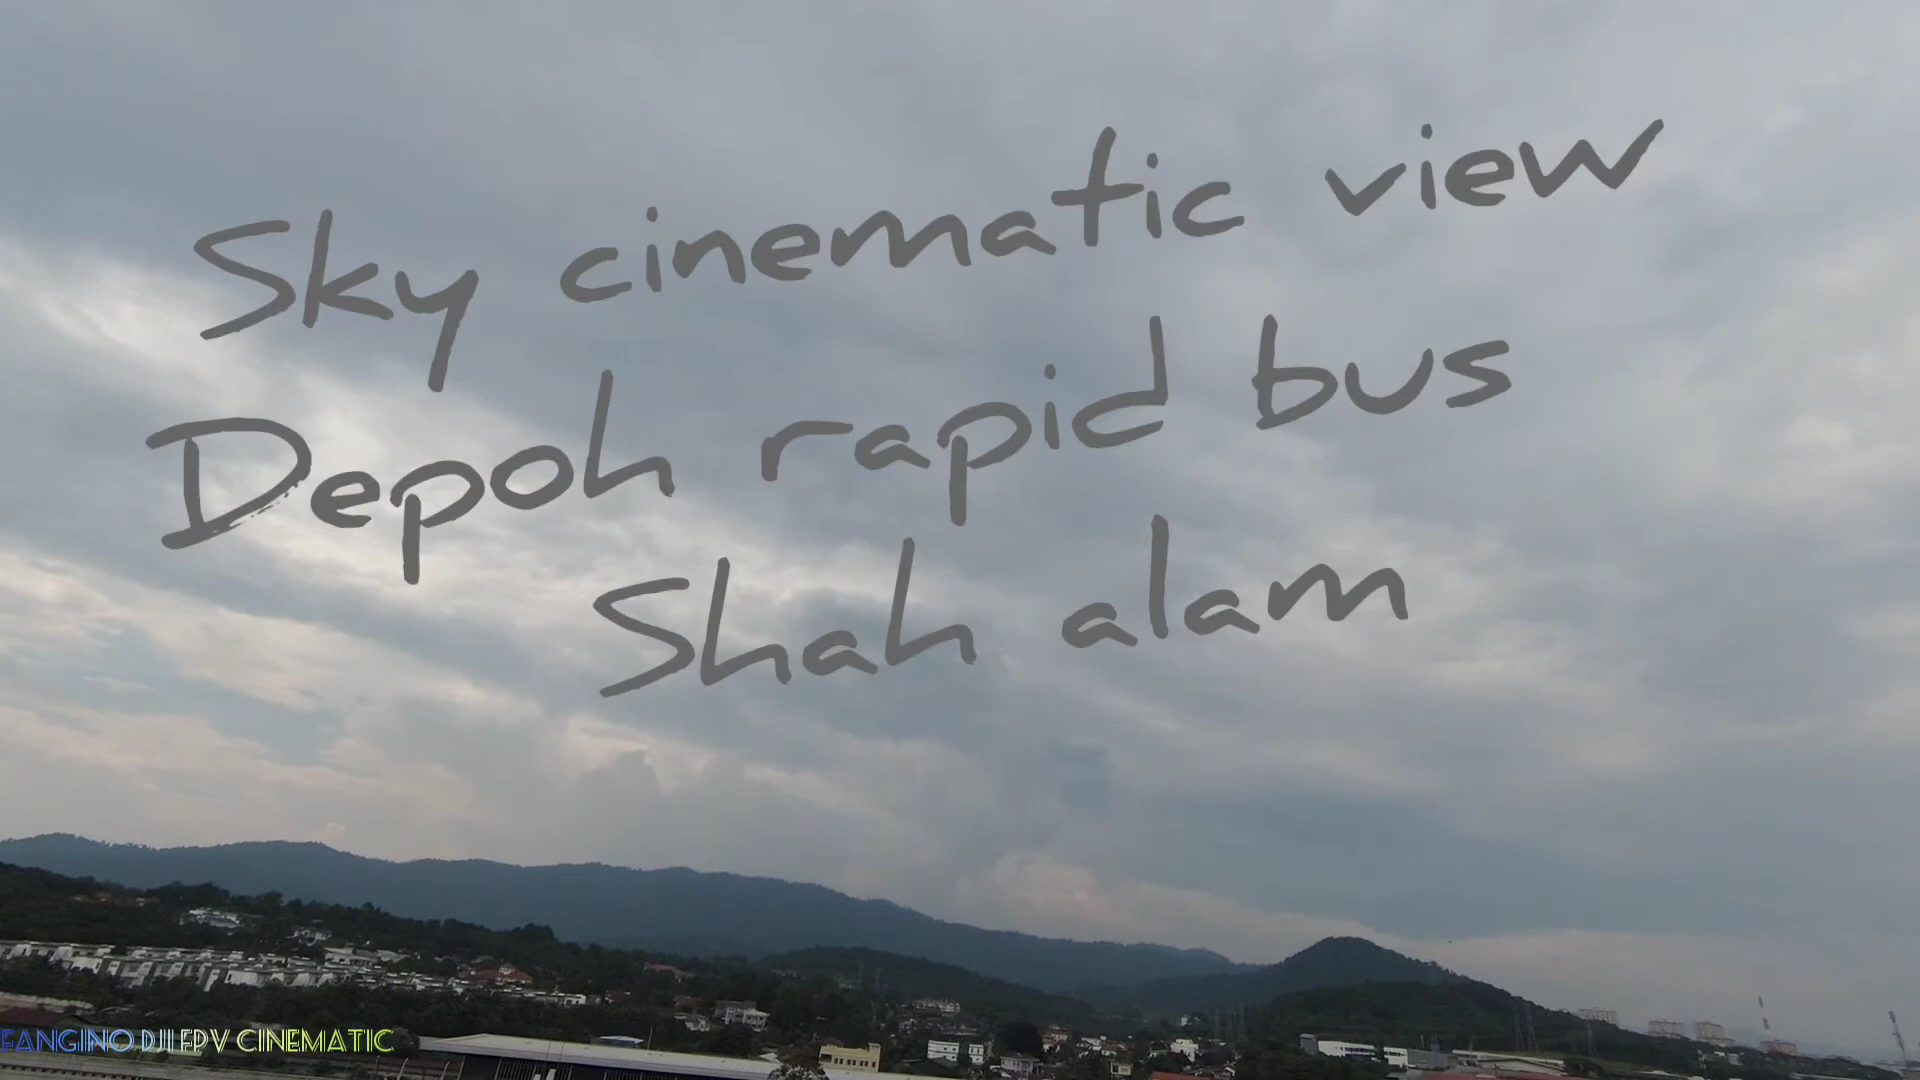 Sky cinematic view
Depoh rapid bus
Shah alam
FANGINO DJI FPV CINEMATIC